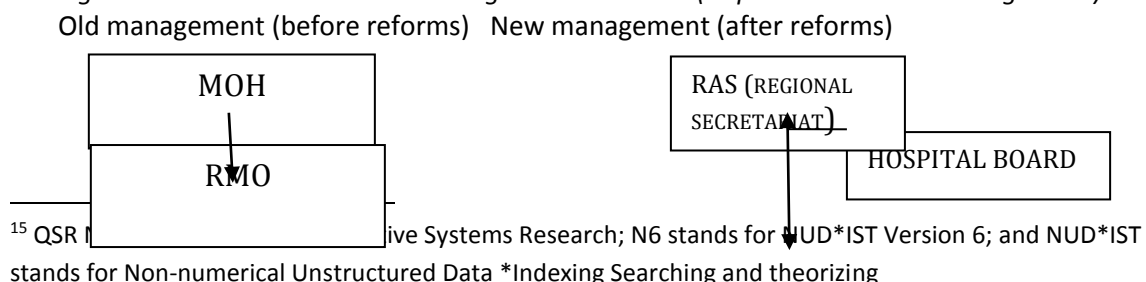 Old management (before reforms) New management (after reforms)
MOH
RAS (REGIONAL
SECRETARIAT)
RMO
HOSPITAL BOARD
15 QSR ive Systems Research; N6 stands for NUD*IST Version 6; and NUD*IST
stands for Non-numerical Unstructured Data *Indexing Searching and theorizing